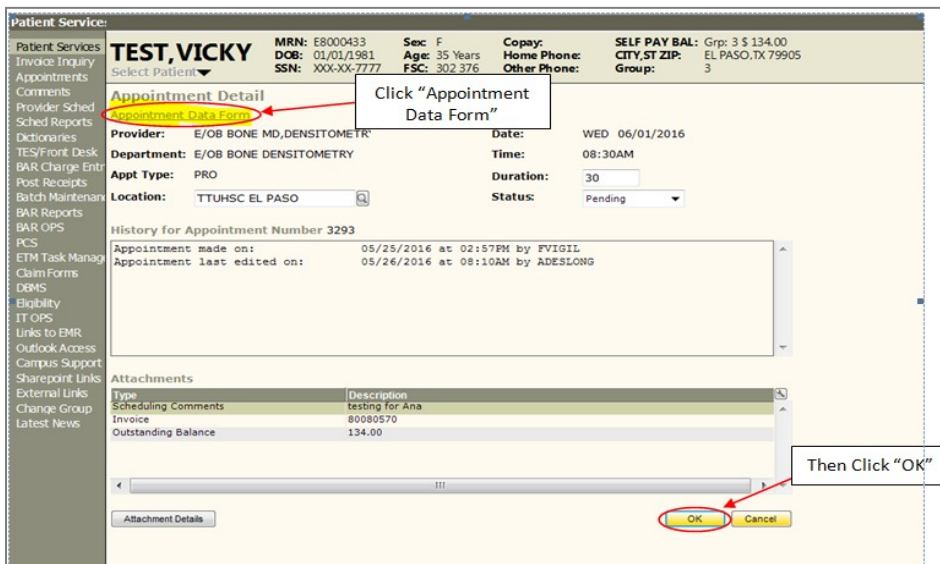 Patient Service:
Patient Services
Invoice Inquiry
Appointments
Comments
Provider Sched
Sched Reports
Dictionaries
TES/Front Desk
BAR Charge Entr
Post Receipts
Batch Maintenan
BAR Reports
BAR OPS
PCS
ETM Task Manag
Claim Forms
DBMS
Eligibility
IT OPS
Links to EMR
Outlook Access
Campus Support
Sharepoint Links
External Links
Change Group
Latest News
TEST,VICKY
Select Patient
MRN: E8000433 Sex: F Copay: SELF PAY BAL: Grp: 3 $ 134.00
DOB: 01/01/1981 Age: 35 Years Home Phone: CITY,ST ZIP: EL PASO,TX 79905
SSN: XXX-XX-7777 FSC: 302 376 Other Phone: Group: 3
Appointment Detail
Appointment Data Form
Click "Appointment
Data Form"
Provider: E/OB BONE MD,DENSITOMETRY Date: WED 06/01/2016
Department: E/OB BONE DENSITOMETRY Time: 08:30AM
Appt Type: PRO Duration: 30
Location: TTUHSC EL PASO Status: Pending
History for Appointment Number 3293
Appointment made on: 05/25/2016 at 02:57PM by FVIGIL
Appointment last edited on: 05/26/2016 at 08:10AM by ADESLONG
Attachments
Type Description
Scheduling Comments testing for Ana
Invoice 80080570
Outstanding Balance 134.00
Then Click "OK"
Attachment Details OK Cancel